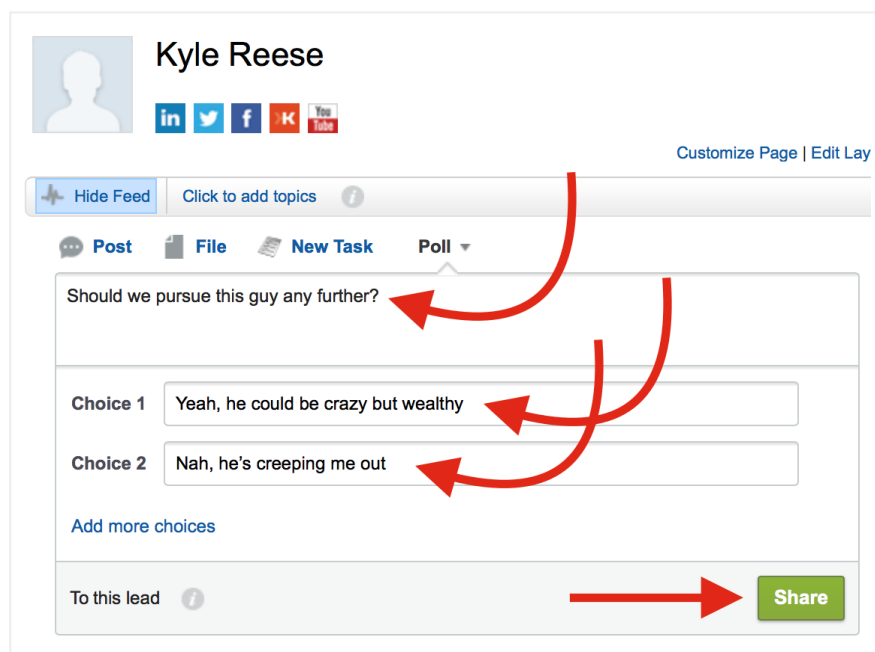 Kyle Reese
in f K You Tube
Customize Page | Edit Lay
Hide Feed Click to add topics i
Post File New Task Poll
Should we pursue this guy any further?
Choice 1 Yeah, he could be crazy but wealthy
Choice 2 Nah, he's creeping me out
Add more choices
To this lead i Share